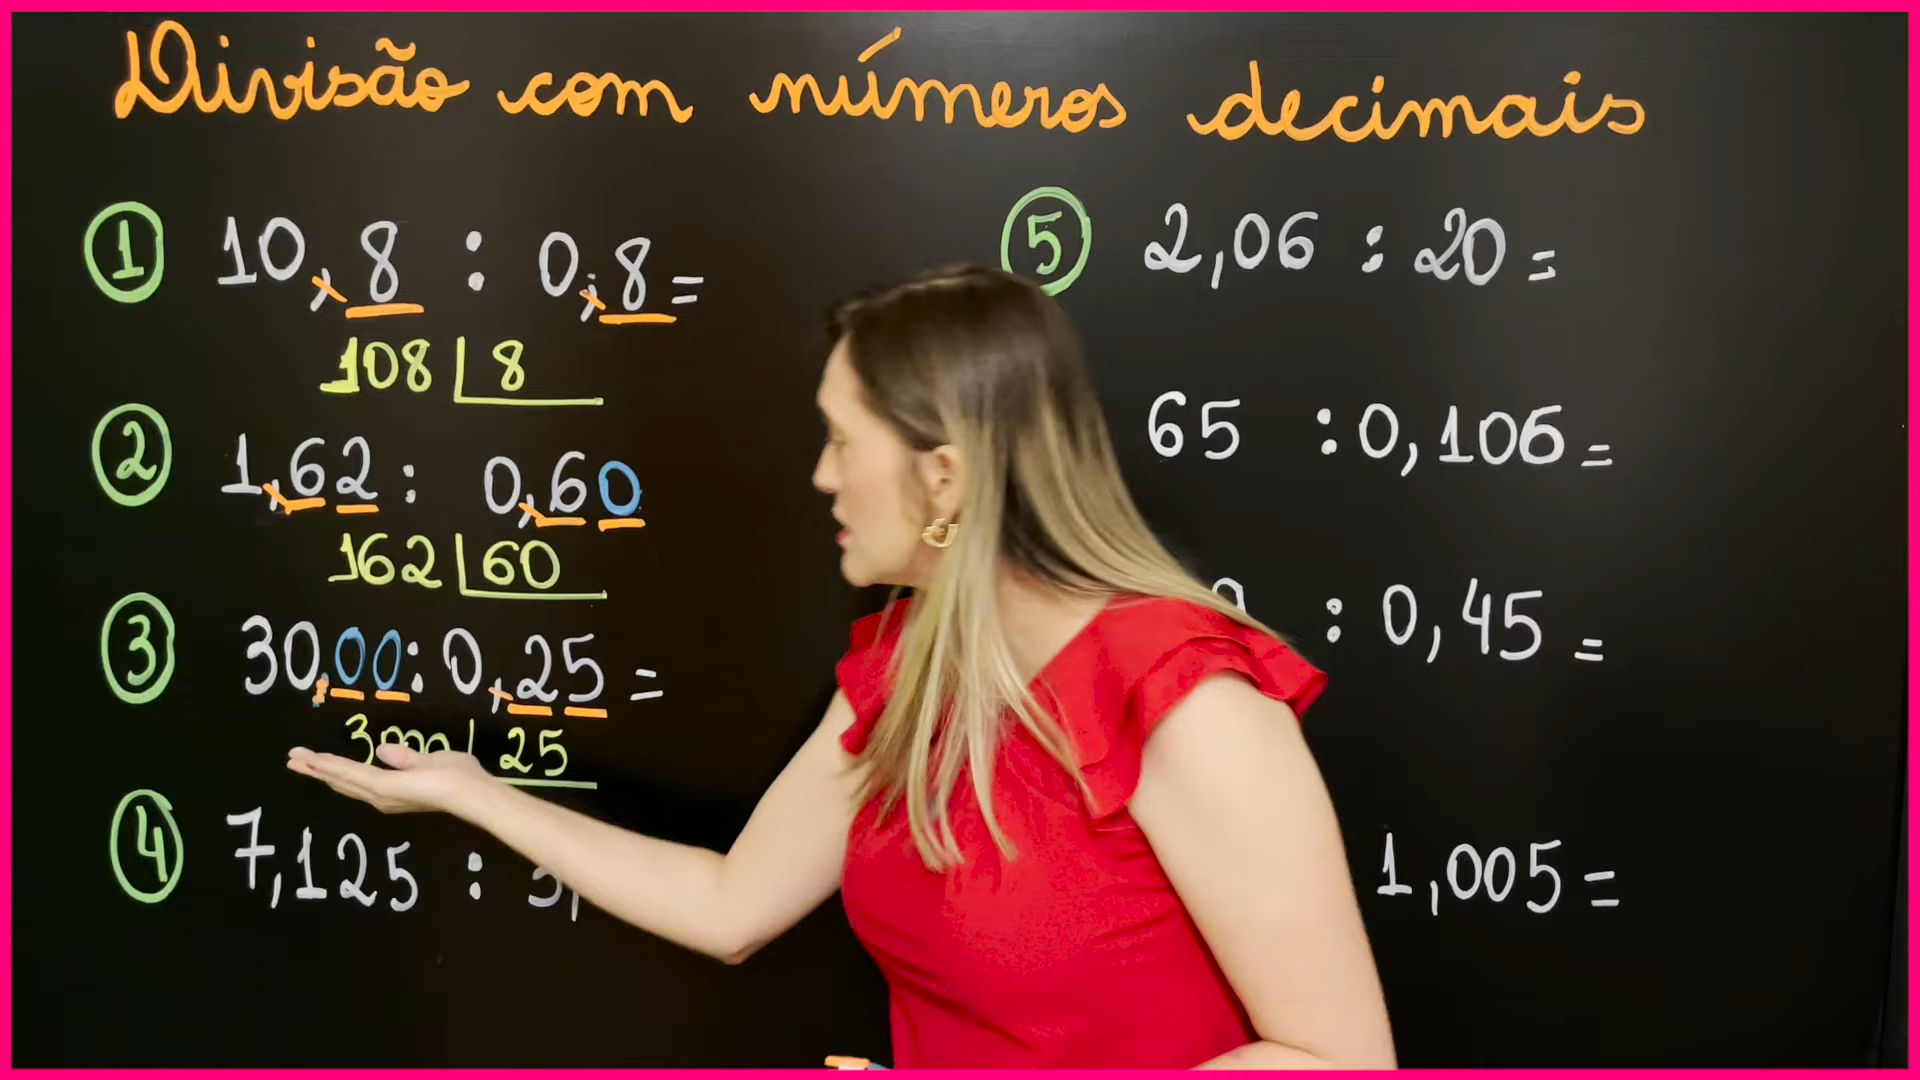 Divisão com números decimais
1 10,8 : 0,8 =
108 | 8
2 1,62 : 0,60
162 | 60
3 30,00 : 0,25 =
3000 | 25
4 7,125 :
5 2,06 : 20 =
65 : 0,106 =
: 0,45 =
1,005 =